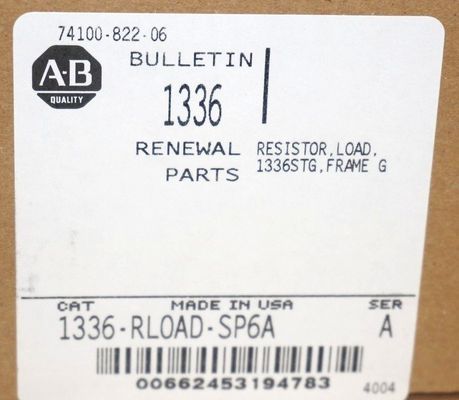 74100-822-06
A-B
QUALITY
BULLETIN
1336
RENEWAL
PARTS
RESISTOR,LOAD,
1336STG,FRAME G
CAT MADE IN USA SER
1336-RLOAD-SP6A A
00662453194783
4004